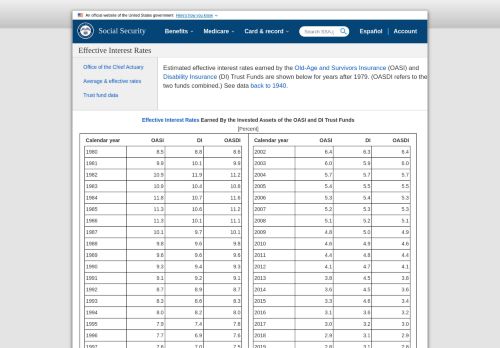 An official website of the United States government. Here's how you know
Social Security
Benefits
Medicare
Card & record
Search SSA.g
Español
Account
Effective Interest Rates
Office of the Chief Actuary
Average & effective rates
Trust fund data
Estimated effective interest rates earned by the Old-Age and Survivors Insurance (OASI) and
Disability Insurance (DI) Trust Funds are shown below for years after 1979. (OASDI refers to the
two funds combined.) See data back to 1940.
Effective Interest Rates Earned By the Invested Assets of the OASI and DI Trust Funds
[Percent]
Calendar year OASI DI OASDI Calendar year OASI DI OASDI
1980 8.5 8.8 8.6 2002 6.4 6.3 6.4
1981 9.9 10.1 9.9 2003 6.0 5.9 6.0
1982 10.9 11.9 11.2 2004 5.7 5.7 5.7
1983 10.9 10.4 10.8 2005 5.4 5.5 5.5
1984 11.8 10.7 11.6 2006 5.3 5.4 5.3
1985 11.3 10.6 11.2 2007 5.2 5.3 5.3
1986 11.3 10.1 11.1 2008 5.1 5.2 5.1
1987 10.1 9.7 10.1 2009 4.8 5.0 4.9
1988 9.8 9.6 9.8 2010 4.6 4.9 4.6
1989 9.6 9.6 9.6 2011 4.4 4.8 4.4
1990 9.3 9.4 9.3 2012 4.1 4.7 4.1
1991 9.1 9.2 9.1 2013 3.8 4.5 3.8
1992 8.7 8.9 8.7 2014 3.6 4.5 3.6
1993 8.3 8.6 8.3 2015 3.3 4.6 3.4
1994 8.0 8.2 8.0 2016 3.1 3.6 3.2
1995 7.9 7.4 7.8 2017 3.0 3.2 3.0
1996 7.7 6.9 7.6 2018 2.9 3.1 2.9
1997 7.6 7.0 7.5 2019 2.8 3.1 2.8